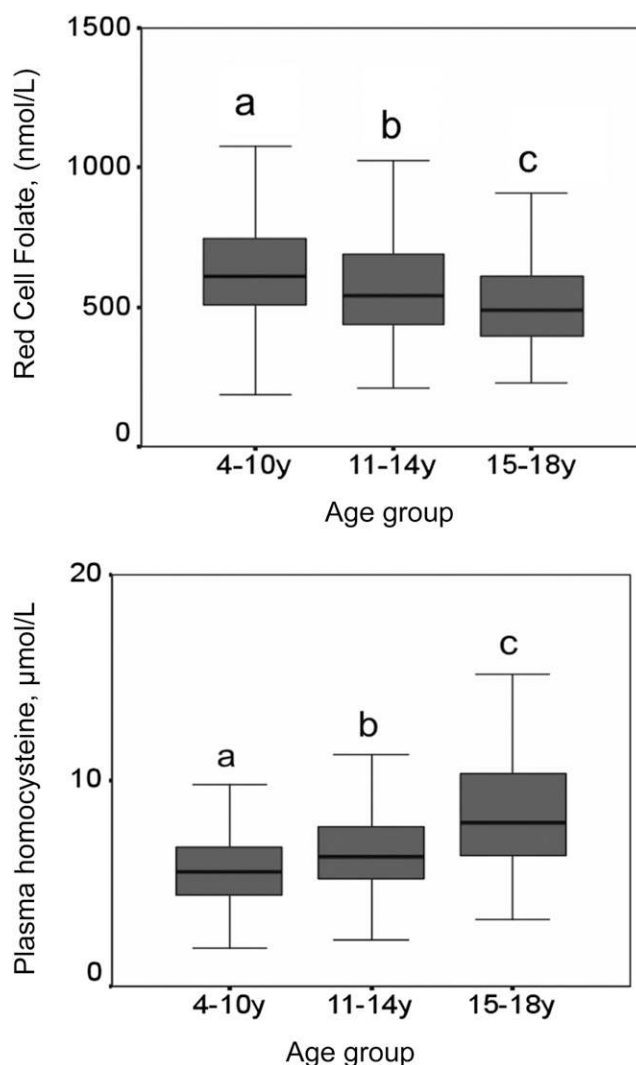 1500
a
b
c
1000
500
0
Red Cell Folate, (nmol/L)
4-10y 11-14y 15-18y
Age group
20
c
b
a
10
0
Plasma homocysteine, μmol/L
4-10y 11-14y 15-18y
Age group